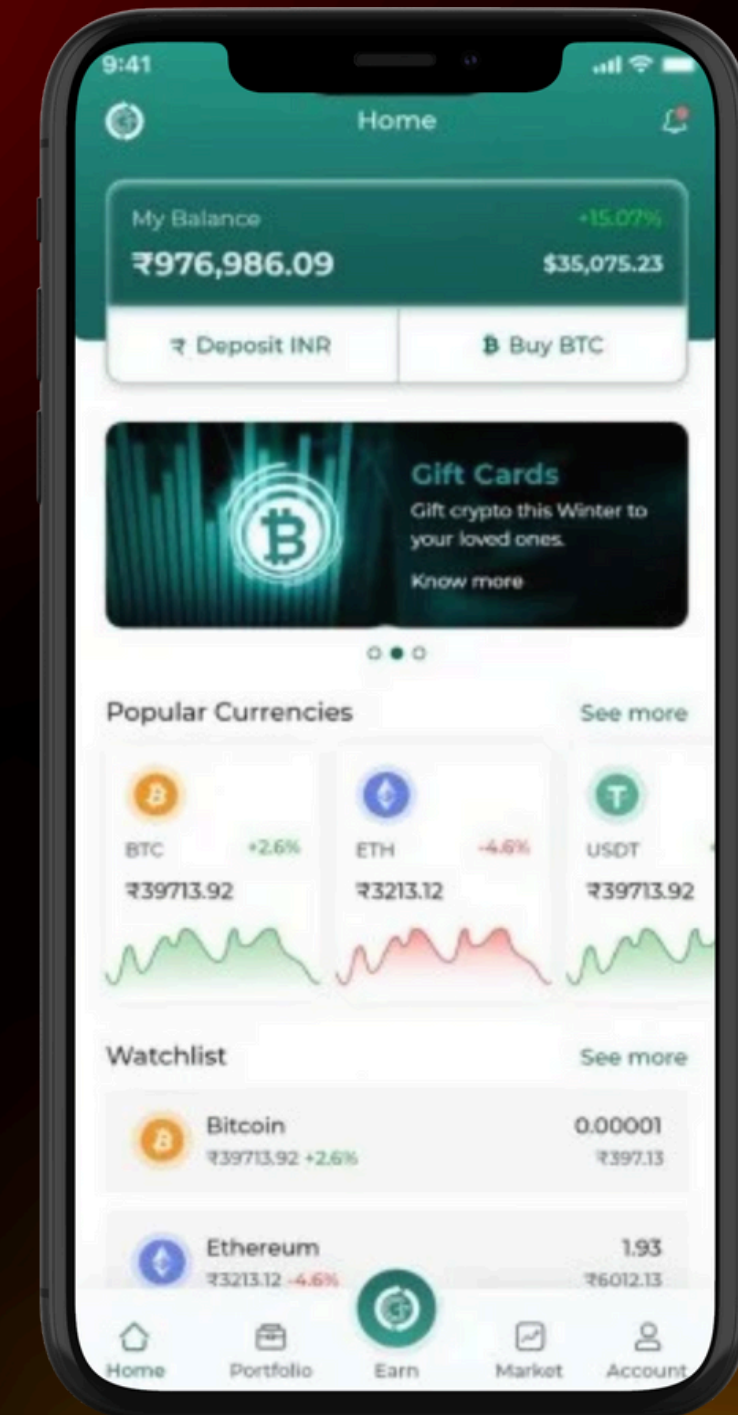 9:41
Home
My Balance
+15.07%
₹976,986.09
$35,075.23
₹ Deposit INR
Buy BTC
Gift Cards
Gift crypto this Winter to
your loved ones.
Know more
Popular Currencies
See more
BTC
+2.6%
₹39713.92
ETH
-4.6%
₹3213.12
USDT
₹39713.92
Watchlist
See more
Bitcoin
0.00001
₹39713.92 +2.6%
₹397.13
Ethereum
1.93
₹3213.12 -4.6%
₹6012.13
Home
Portfolio
Earn
Market
Account